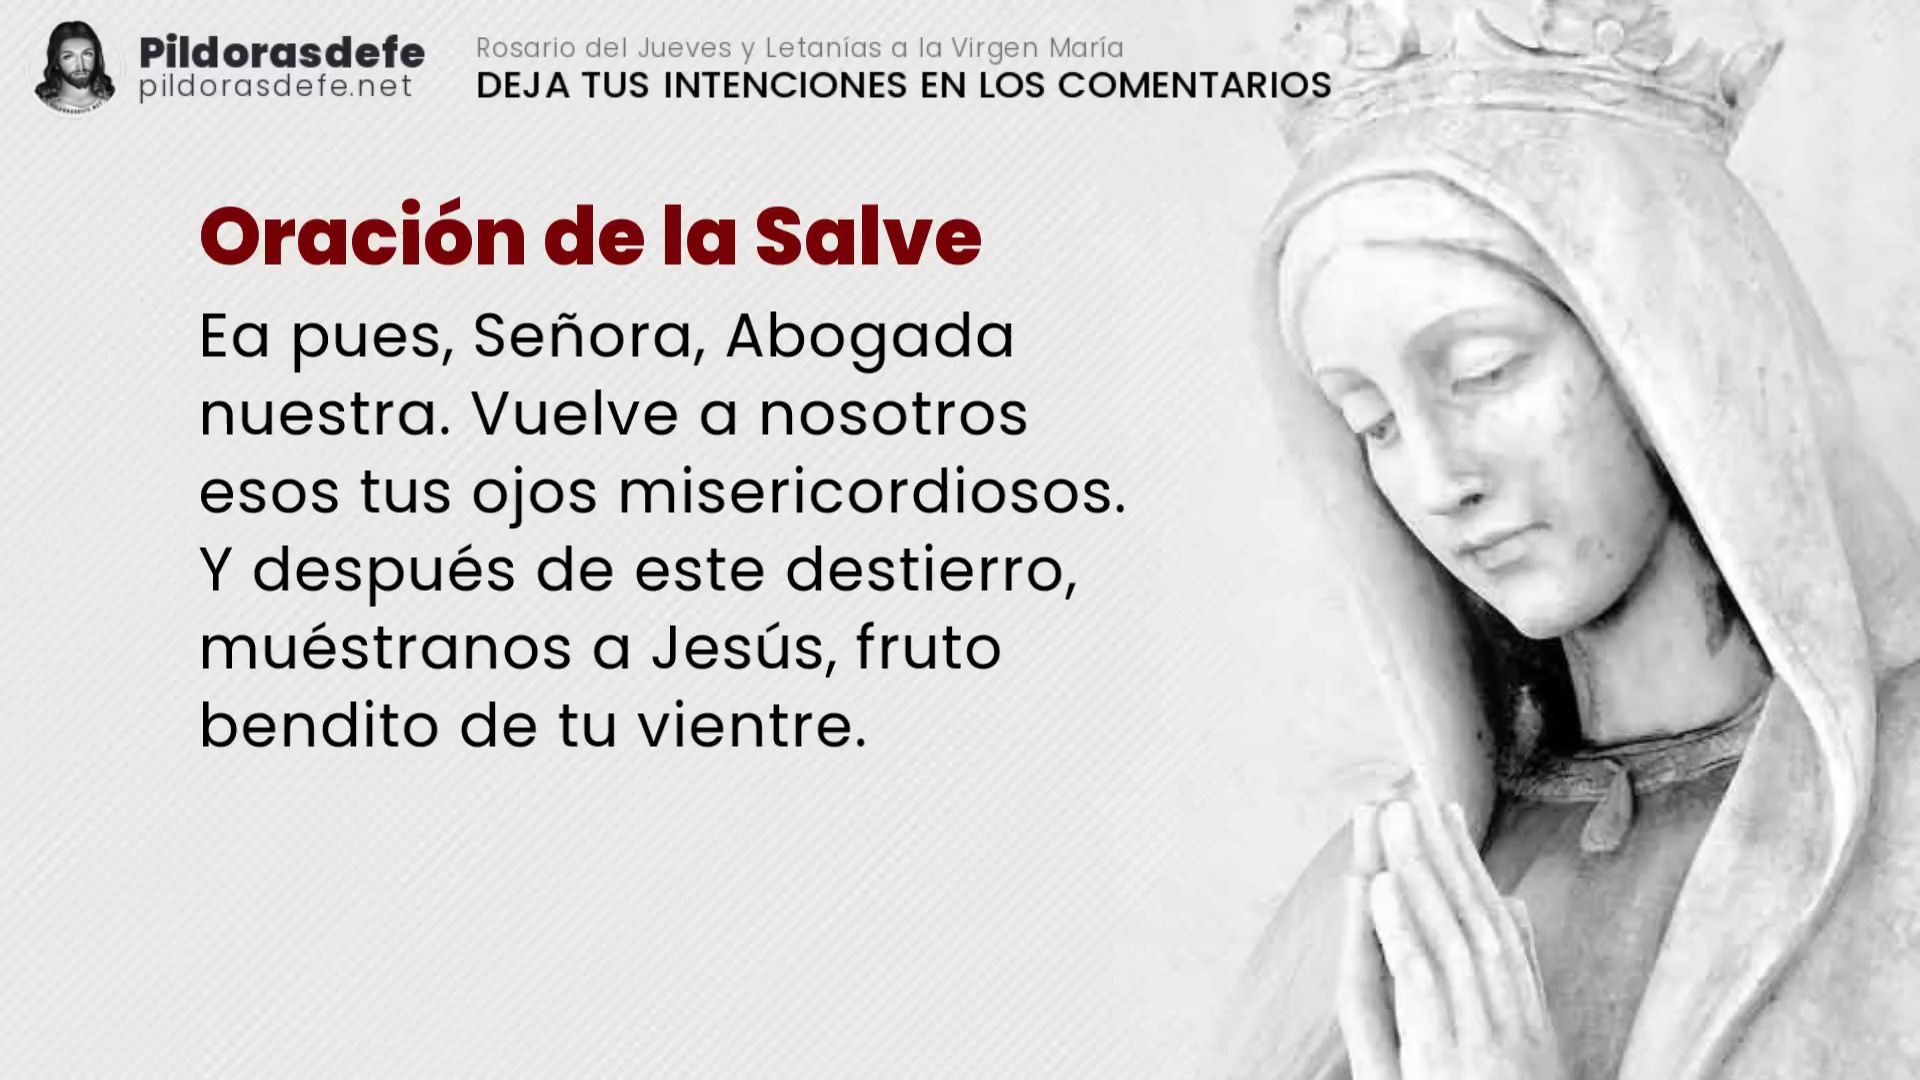 Pildorasdefe
pildorasdefe.net
Rosario del Jueves y Letanías a la Virgen María
DEJA TUS INTENCIONES EN LOS COMENTARIOS
Oración de la Salve
Ea pues, Señora, Abogada
nuestra. Vuelve a nosotros
esos tus ojos misericordiosos.
Y después de este destierro,
muéstranos a Jesús, fruto
bendito de tu vientre.